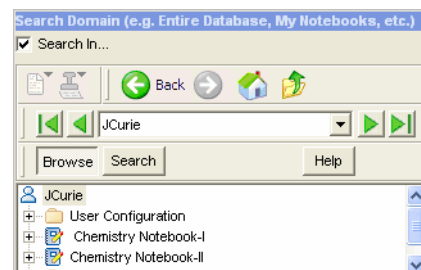 Search Domain (e.g. Entire Database, My Notebooks, etc.)
Search In...
Back
JCurie
Browse Search Help
JCurie
User Configuration
Chemistry Notebook-I
Chemistry Notebook-II